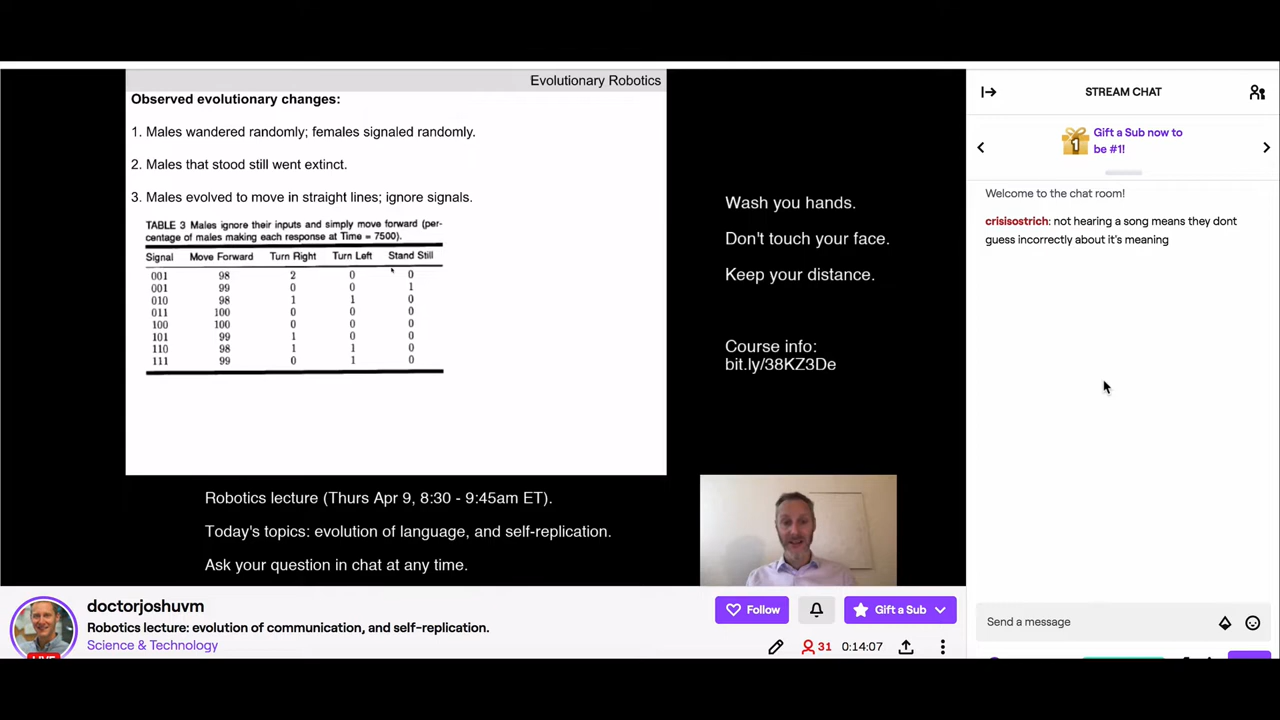 Evolutionary Robotics
Observed evolutionary changes:
1. Males wandered randomly; females signaled randomly.
2. Males that stood still went extinct.
3. Males evolved to move in straight lines; ignore signals.
TABLE 3 Males ignore their inputs and simply move forward (per-
centage of males making each response at Time = 7500).
Signal Move Forward Turn Right Turn Left Stand Still
001 98 2 0 0
001 99 0 0 1
010 98 1 1 0
011 100 0 0 0
100 100 0 0 0
101 99 1 0 0
110 98 1 1 0
111 99 0 1 0
Wash you hands.
Don't touch your face.
Keep your distance.
Course info:
bit.ly/38KZ3De
Robotics lecture (Thurs Apr 9, 8:30 - 9:45am ET).
Today's topics: evolution of language, and self-replication.
Ask your question in chat at any time.
doctorjoshuvm
Robotics lecture: evolution of communication, and self-replication.
Science & Technology
LIVE
Follow
Gift a Sub
31 0:14:07
STREAM CHAT
1
Gift a Sub now to
be #1!
Welcome to the chat room!
crisisostrich: not hearing a song means they dont
guess incorrectly about it's meaning
Send a message